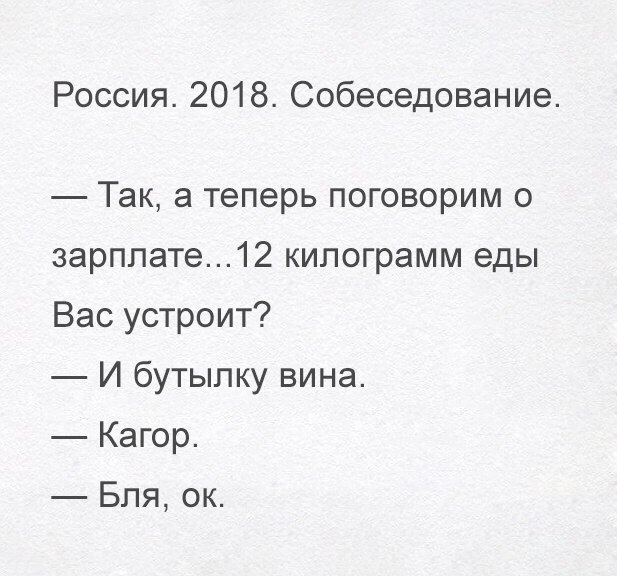 Россия. 2018. Собеседование.
— Так, а теперь поговорим о
зарплате...12 килограмм еды
Вас устроит?
— И бутылку вина.
— Кагор.
— Бля, ок.